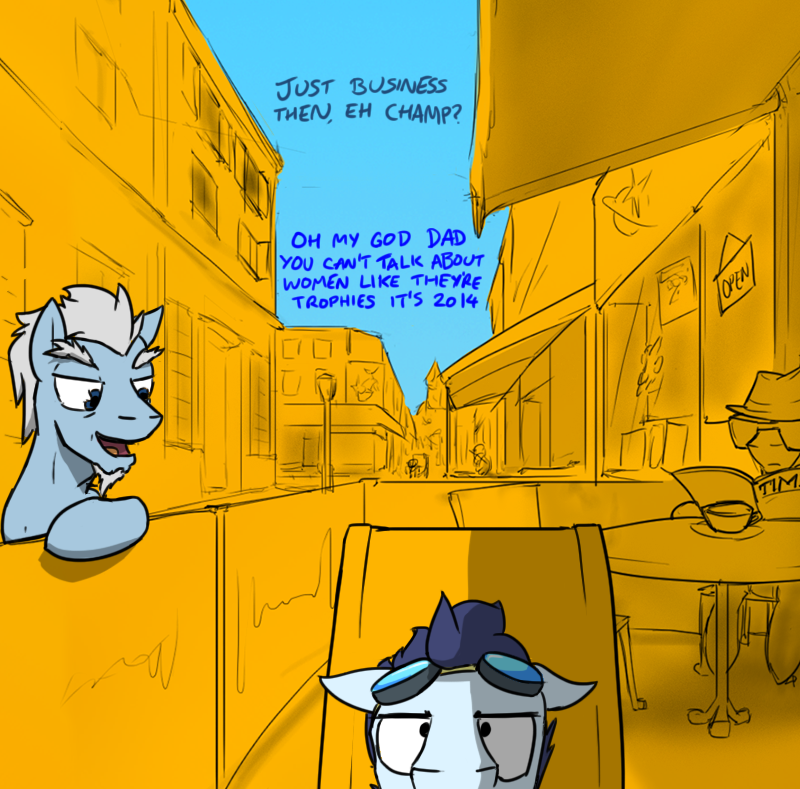 JUST BUSINESS
THEN, EH CHAMP?
OH MY GOD DAD
YOU CAN'T TALK ABOUT
WOMEN LIKE THEY'RE
TROPHIES IT'S 2014
OPEN
TIM